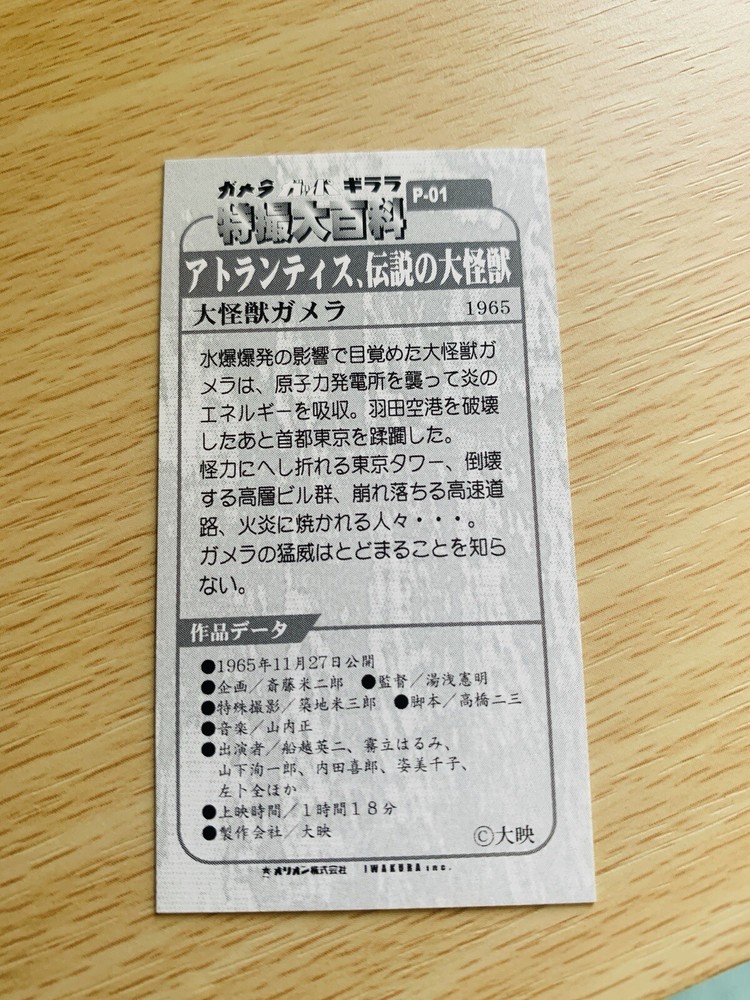 ガメラ ガッパ ギララ
特撮大百科
P-01
アトランティス、伝説の大怪獣
大怪獣ガメラ 1965
水爆爆発の影響で目覚めた大怪獣ガ
メラは、原子力発電所を襲って炎の
エネルギーを吸収。羽田空港を破壊
したあと首都東京を蹂躙した。
怪力にへし折れる東京タワー、倒壊
する高層ビル群、崩れ落ちる高速道
路、火炎に焼かれる人々・・・。
ガメラの猛威はとどまることを知ら
ない。
作品データ
●1965年11月27日公開
●企画／斎藤米二郎 ●監督／湯浅憲明
●特殊撮影／築地米三郎 ●脚本／高橋二三
●音楽／山内正
●出演者／船越英二、霧立はるみ、
山下洵一郎、内田喜郎、姿美千子、
左卜全ほか
●上映時間／1時間18分
●製作会社／大映
©大映
★オリオン株式会社 IWAKURA inc.